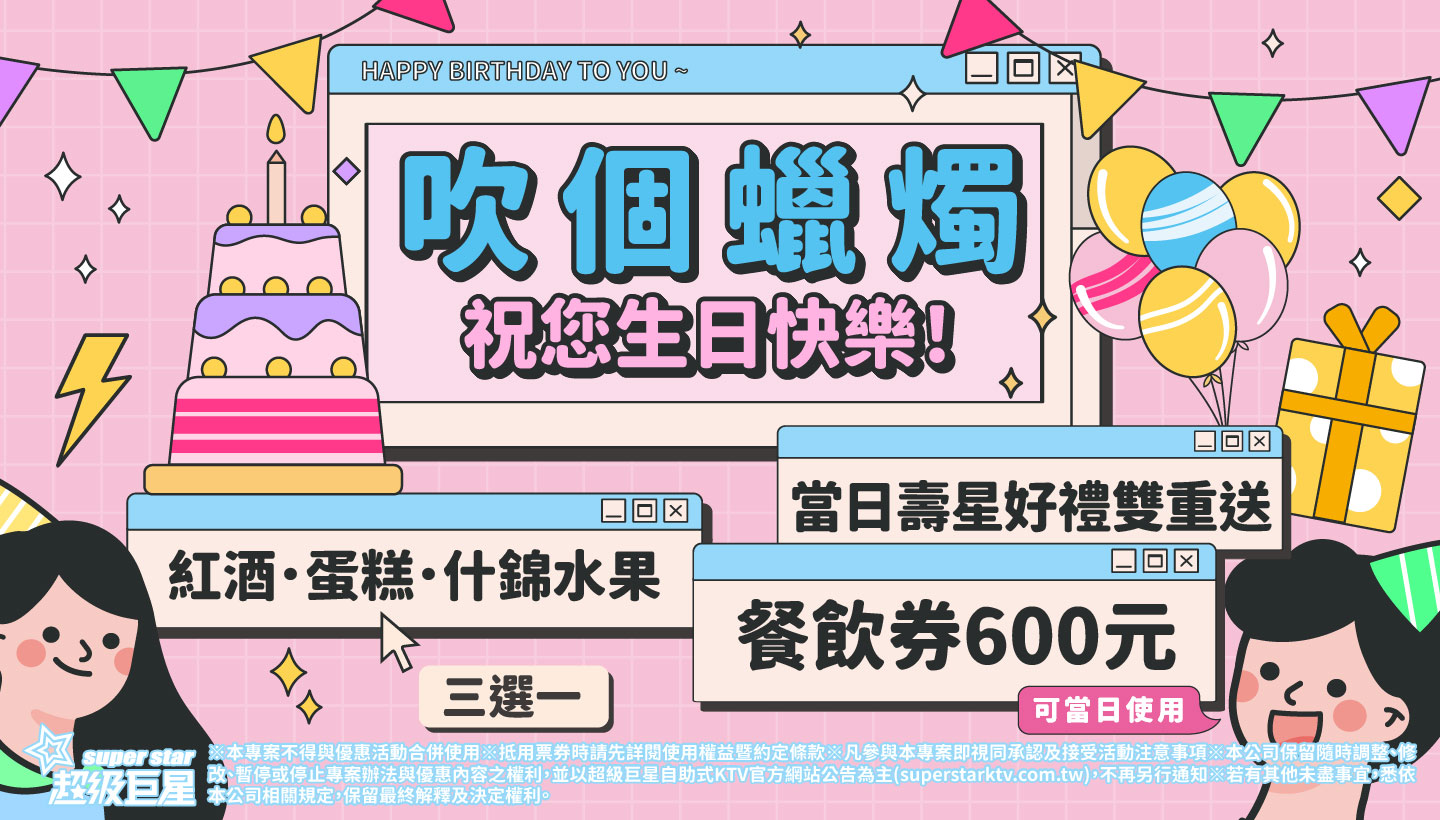 HAPPY BIRTHDAY TO YOU ~
吹個蠟燭
祝您生日快樂!
當日壽星好禮雙重送
紅酒·蛋糕·什錦水果
三選一
餐飲券600元
可當日使用
super star
超級巨星
※本專案不得與優惠活動合併使用※抵用票券時請先詳閱使用權益暨約定條款※凡參與本專案即視同承認及接受活動注意事項※本公司保留隨時調整、修
改、暫停或停止專案辦法與優惠內容之權利,並以超級巨星自助式KTV官方網站公告為主(superstarktv.com.tw),不再另行通知※若有其他未盡事宜,悉依
本公司相關規定,保留最終解釋及決定權利。